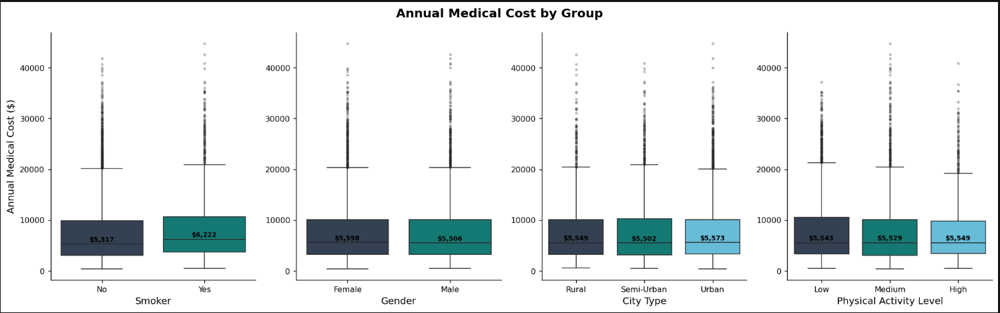 Annual Medical Cost by Group
Annual Medical Cost ($)
40000
30000
20000
10000
0
$5,317
$6,222
No
Yes
Smoker
40000
30000
20000
10000
0
$5,598
$5,506
Female
Male
Gender
40000
30000
20000
10000
0
$5,549
$5,502
$5,573
Rural
Semi-Urban
Urban
City Type
40000
30000
20000
10000
0
$5,543
$5,529
$5,549
Low
Medium
High
Physical Activity Level